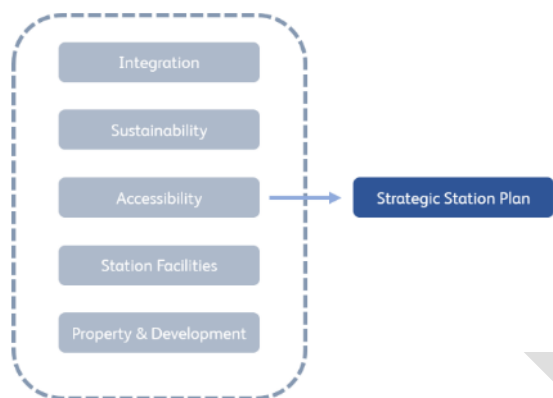 Integration
Sustainability
Accessibility
Strategic Station Plan
Station Facilities
Property & Development